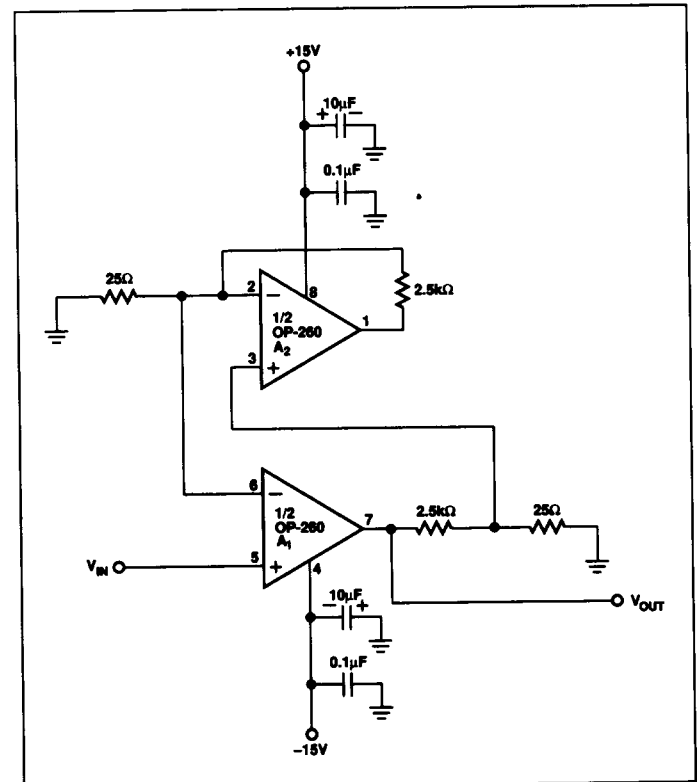 +15V
+ 10µF −
0.1µF
25Ω
2 −
8
2.5kΩ
1/2
OP-260
A2
1
3 +
6 −
1/2
OP-260
A1
7
2.5kΩ
25Ω
VIN
5 +
4
VOUT
− 10µF +
0.1µF
−15V